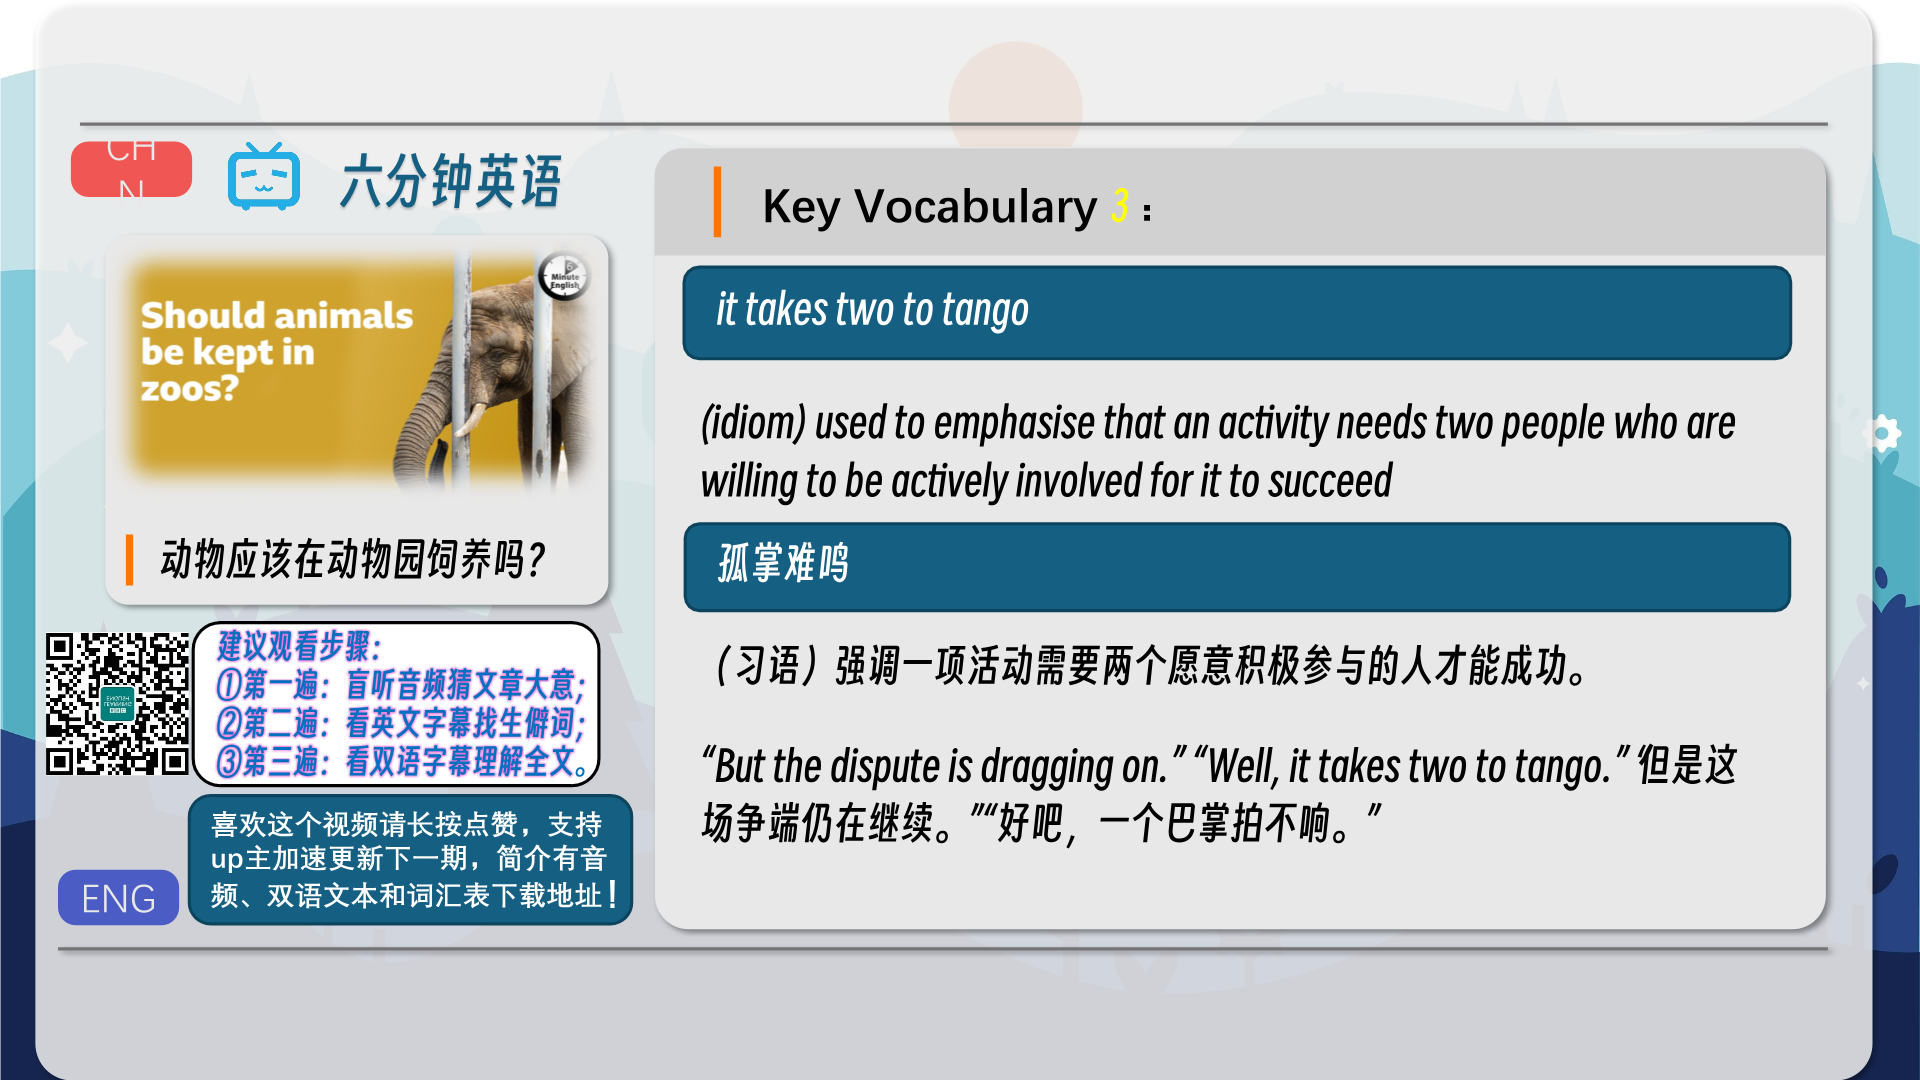 CH
N
六分钟英语
6
Minute
English
Should animals
be kept in
zoos?
动物应该在动物园饲养吗？
建议观看步骤：
①第一遍：盲听音频猜文章大意；
②第二遍：看英文字幕找生僻词；
③第三遍：看双语字幕理解全文。
喜欢这个视频请长按点赞，支持
up主加速更新下一期，简介有音
频、双语文本和词汇表下载地址！
ENG
Key Vocabulary 3：
it takes two to tango
(idiom) used to emphasise that an activity needs two people who are
willing to be actively involved for it to succeed
孤掌难鸣
（习语）强调一项活动需要两个愿意积极参与的人才能成功。
“But the dispute is dragging on.” “Well, it takes two to tango.” 但是这
场争端仍在继续。”“好吧，一个巴掌拍不响。”